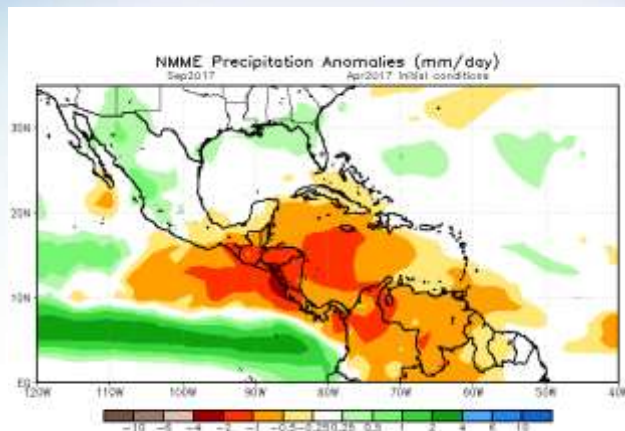 NMME Precipitation Anomalies (mm/day)
Sep2017 Apr2017 Initial conditions
30N
20N
10N
EQ
120W 110W 100W 90W 80W 70W 60W 50W 40W
-10 -6 -4 -2 -1 -0.5 -0.25 0.25 0.5 1 2 4 6 10